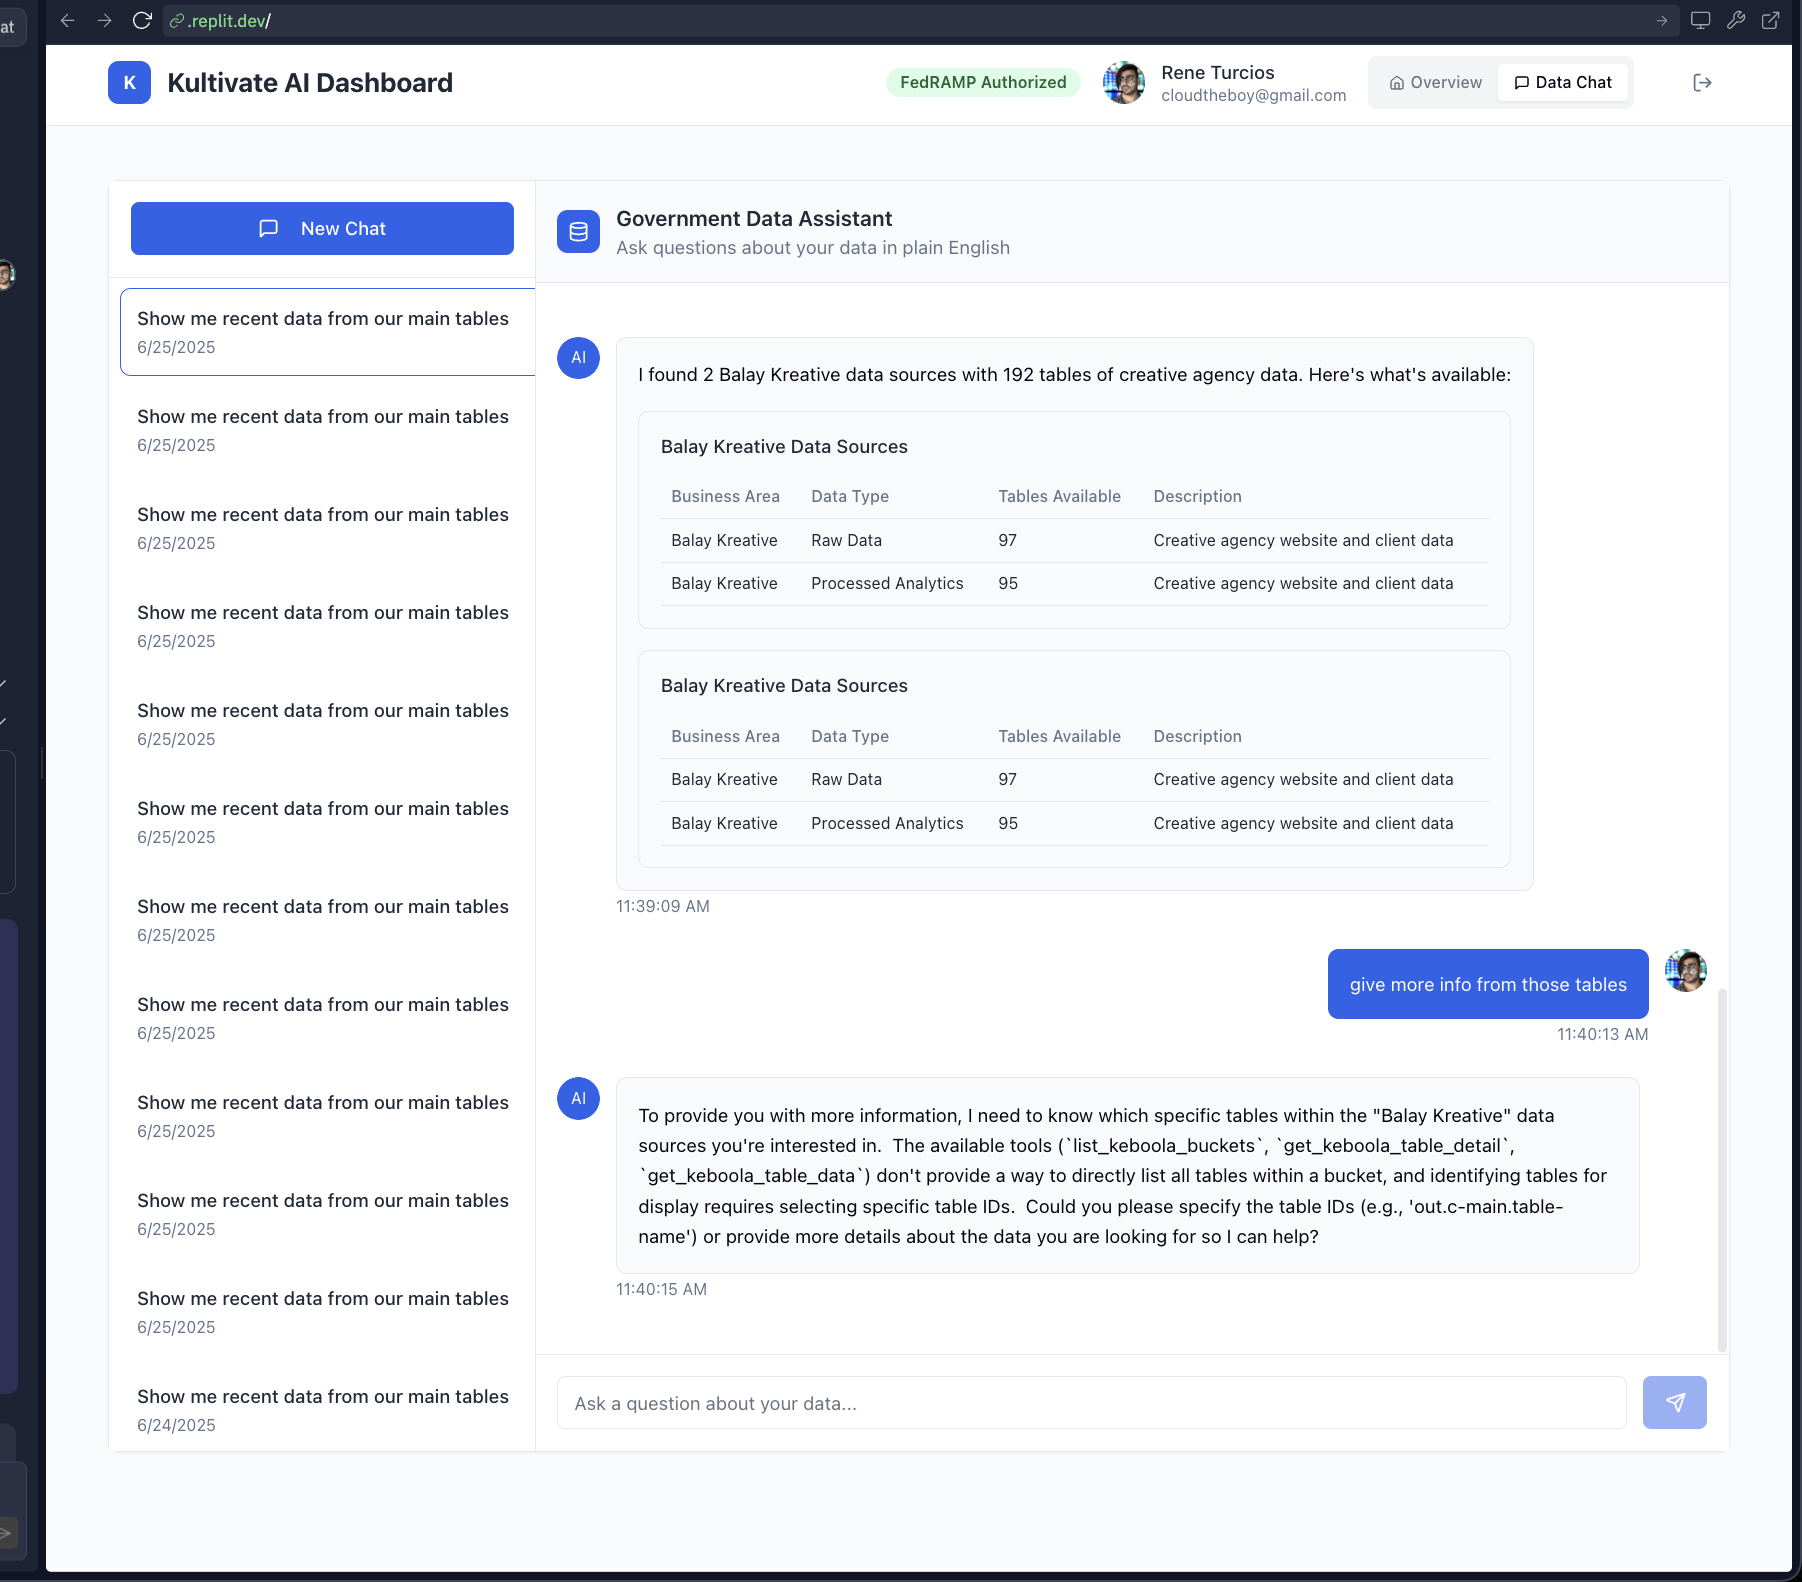 at
.replit.dev/
K
Kultivate AI Dashboard
FedRAMP Authorized
Rene Turcios
cloudtheboy@gmail.com
Overview
Data Chat
New Chat
Show me recent data from our main tables
6/25/2025
Show me recent data from our main tables
6/25/2025
Show me recent data from our main tables
6/25/2025
Show me recent data from our main tables
6/25/2025
Show me recent data from our main tables
6/25/2025
Show me recent data from our main tables
6/25/2025
Show me recent data from our main tables
6/25/2025
Show me recent data from our main tables
6/25/2025
Show me recent data from our main tables
6/25/2025
Show me recent data from our main tables
6/25/2025
Show me recent data from our main tables
6/25/2025
Show me recent data from our main tables
6/24/2025
Government Data Assistant
Ask questions about your data in plain English
AI
I found 2 Balay Kreative data sources with 192 tables of creative agency data. Here's what's available:
Balay Kreative Data Sources
Business Area Data Type Tables Available Description
Balay Kreative Raw Data 97 Creative agency website and client data
Balay Kreative Processed Analytics 95 Creative agency website and client data
Balay Kreative Data Sources
Business Area Data Type Tables Available Description
Balay Kreative Raw Data 97 Creative agency website and client data
Balay Kreative Processed Analytics 95 Creative agency website and client data
11:39:09 AM
give more info from those tables
11:40:13 AM
AI
To provide you with more information, I need to know which specific tables within the "Balay Kreative" data
sources you're interested in.  The available tools (`list_keboola_buckets`, `get_keboola_table_detail`,
`get_keboola_table_data`) don't provide a way to directly list all tables within a bucket, and identifying tables for
display requires selecting specific table IDs.  Could you please specify the table IDs (e.g., 'out.c-main.table-
name') or provide more details about the data you are looking for so I can help?
11:40:15 AM
Ask a question about your data...